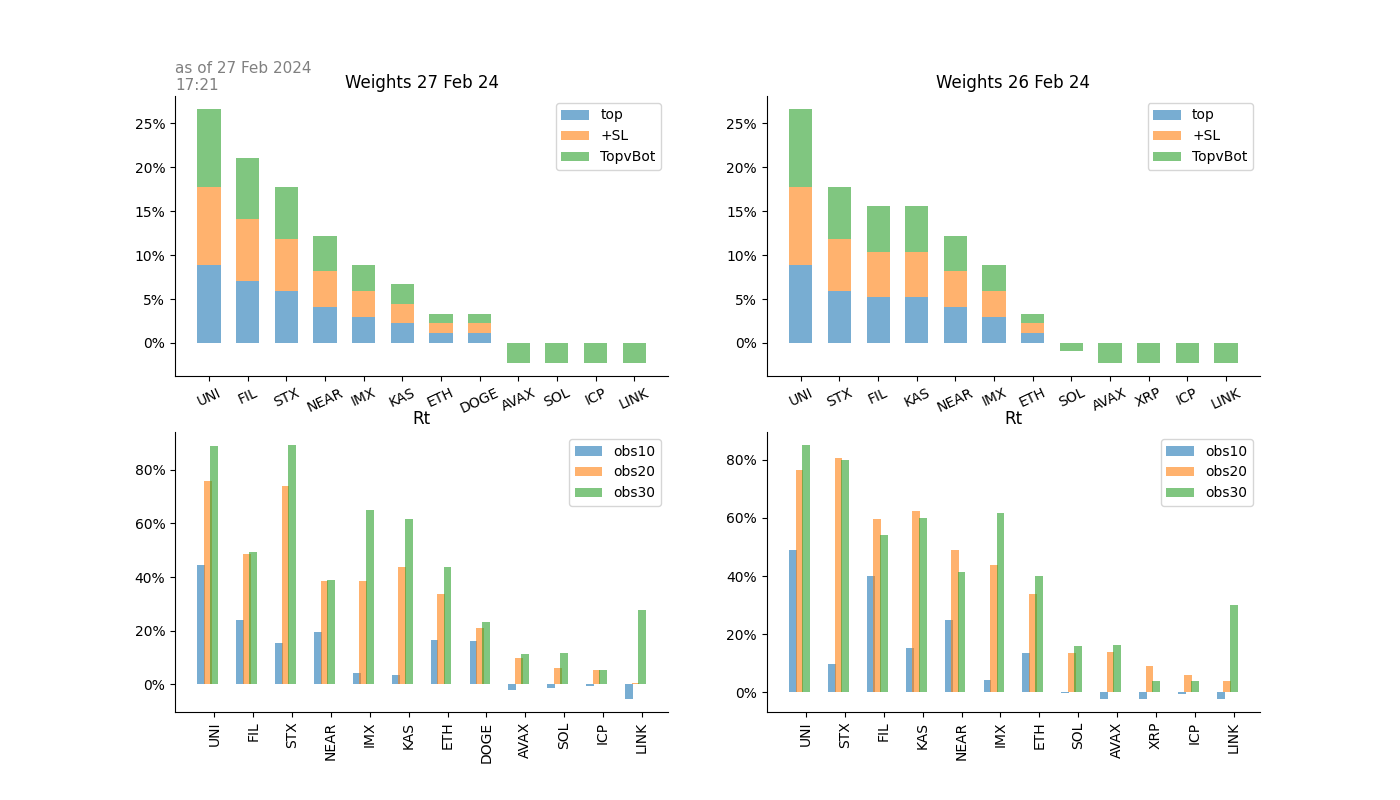 as of 27 Feb 2024
17:21
Weights 27 Feb 24
25%
20%
15%
10%
5%
0%
top
+SL
TopvBot
UNI FIL STX NEAR IMX KAS ETH DOGE AVAX SOL ICP LINK
Weights 26 Feb 24
25%
20%
15%
10%
5%
0%
top
+SL
TopvBot
UNI STX FIL KAS NEAR IMX ETH SOL AVAX XRP ICP LINK
Rt
80%
60%
40%
20%
0%
obs10
obs20
obs30
UNI FIL STX NEAR IMX KAS ETH DOGE AVAX SOL ICP LINK
Rt
80%
60%
40%
20%
0%
obs10
obs20
obs30
UNI STX FIL KAS NEAR IMX ETH SOL AVAX XRP ICP LINK